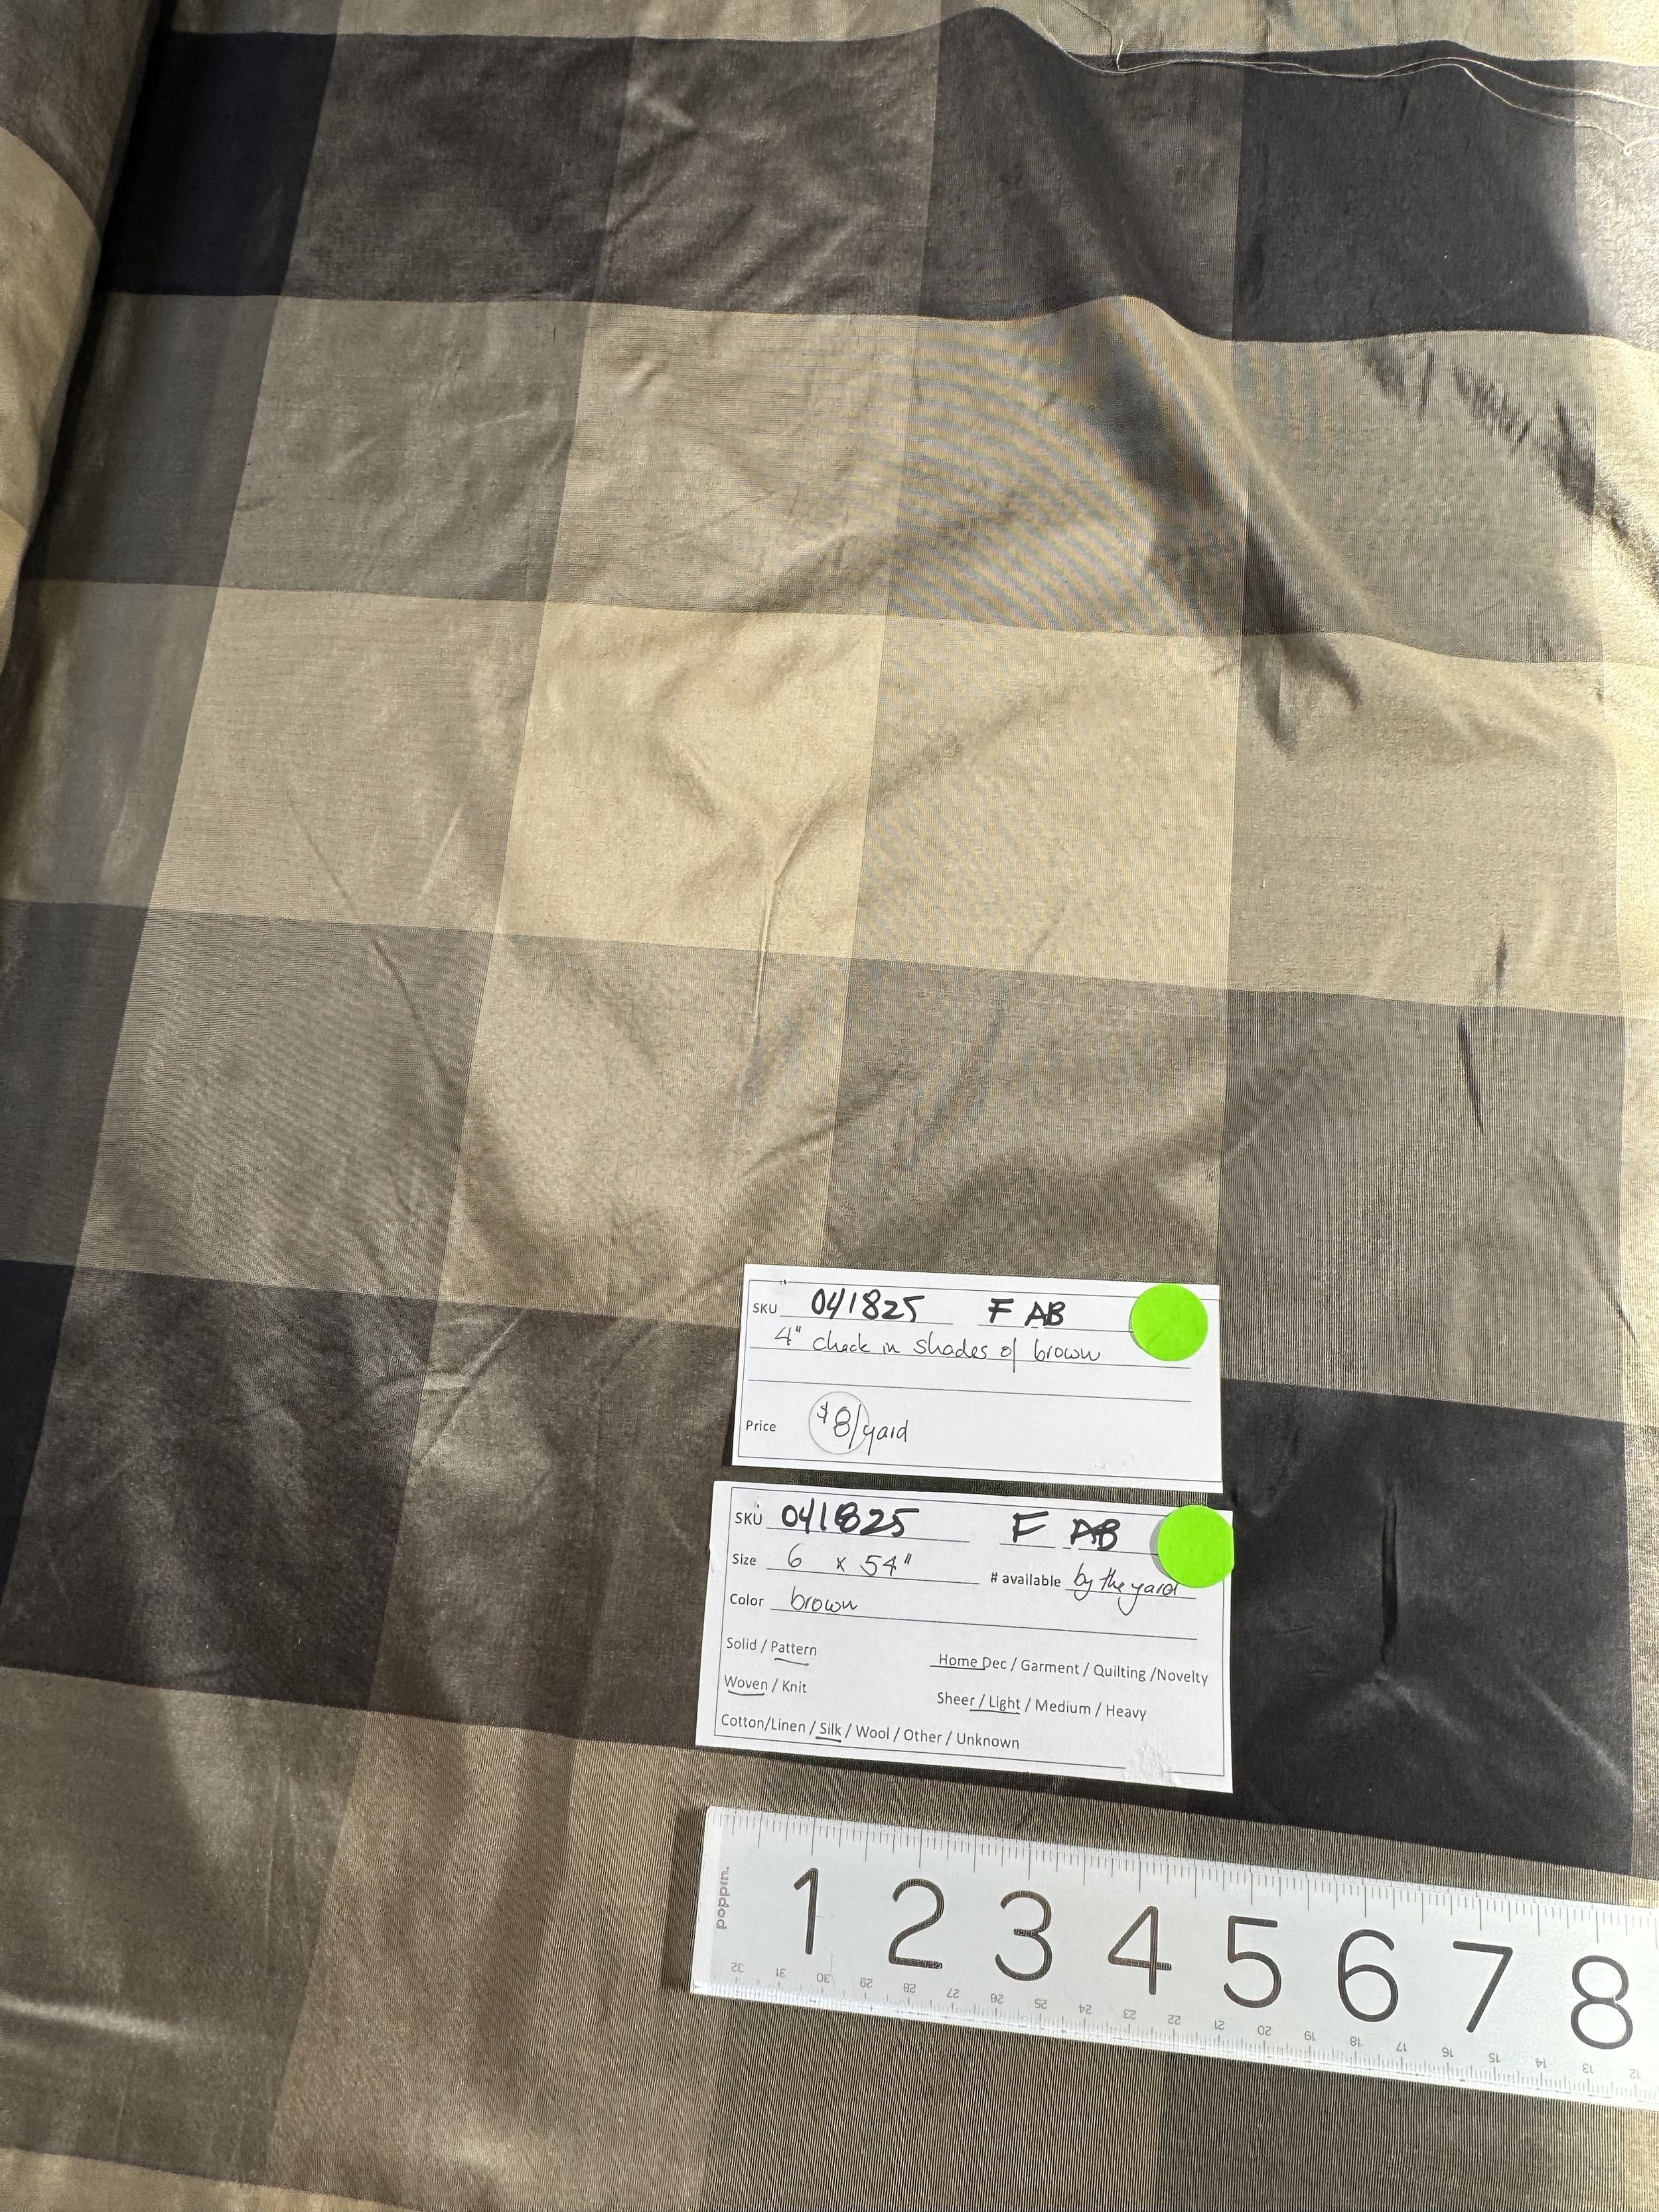 SKU 041825 F AB
4" check in shades of brown
Price $8/yard
SKU 041825 F AB
Size 6 x 54" # available by the yard
Color brown
Solid / Pattern
Home Dec / Garment / Quilting /Novelty
Woven / Knit
Sheer / Light / Medium / Heavy
Cotton/Linen / Silk / Wool / Other / Unknown
poppin.
1 2 3 4 5 6 7 8
32 31 30 29 28 27 26 25 24 23 22 21 20 19 18 17 16 15 14 13 12